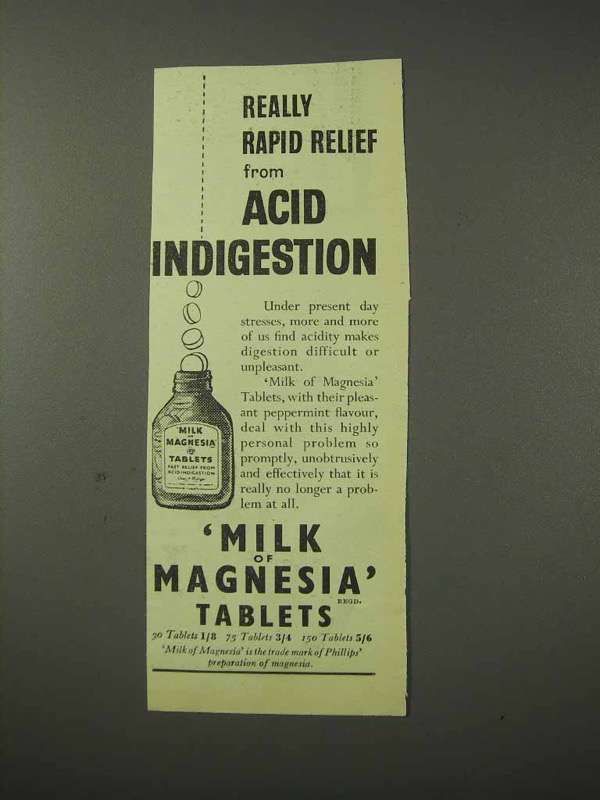 REALLY
RAPID RELIEF
from
ACID
INDIGESTION
Under present day
stresses, more and more
of us find acidity makes
digestion difficult or
unpleasant.
'Milk of Magnesia'
Tablets, with their pleas-
ant peppermint flavour,
deal with this highly
personal problem so
promptly, unobtrusively
and effectively that it is
really no longer a prob-
lem at all.
'MILK
OF
MAGNESIA
TABLETS
FAST RELIEF FROM
ACID INDIGESTION
'MILK
OF
MAGNESIA'
REGD.
TABLETS
30 Tablets 1/8 75 Tablets 3/4 150 Tablets 5/6
'Milk of Magnesia' is the trade mark of Phillips'
preparation of magnesia.